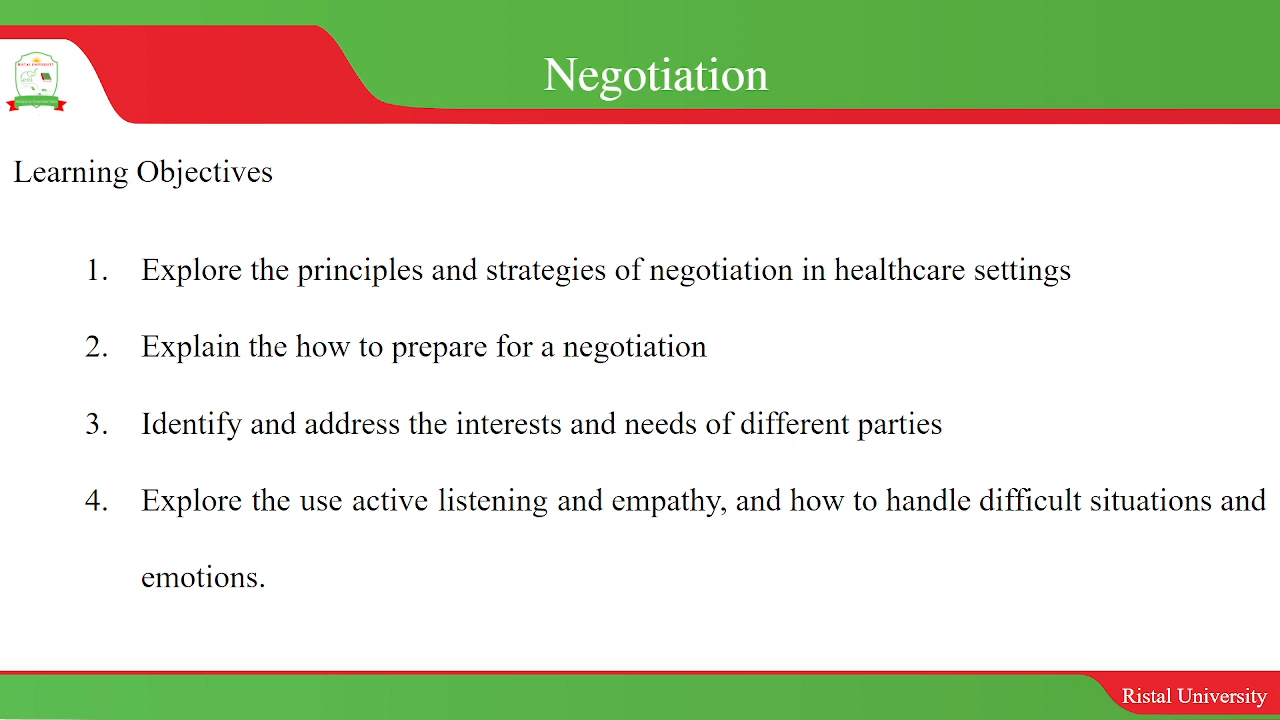 RISTAL UNIVERSITY
Negotiation
Learning Objectives
1. Explore the principles and strategies of negotiation in healthcare settings
2. Explain the how to prepare for a negotiation
3. Identify and address the interests and needs of different parties
4. Explore the use active listening and empathy, and how to handle difficult situations and
emotions.
Ristal University